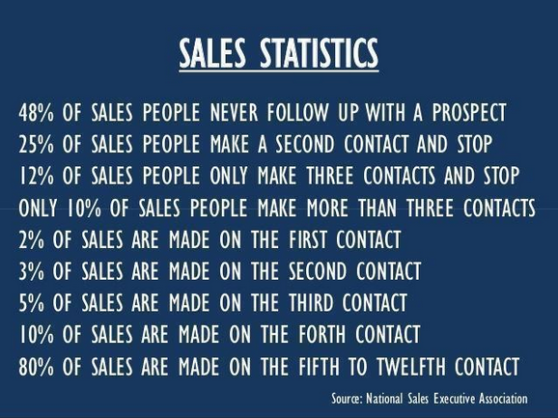 SALES STATISTICS
48% OF SALES PEOPLE NEVER FOLLOW UP WITH A PROSPECT
25% OF SALES PEOPLE MAKE A SECOND CONTACT AND STOP
12% OF SALES PEOPLE ONLY MAKE THREE CONTACTS AND STOP
ONLY 10% OF SALES PEOPLE MAKE MORE THAN THREE CONTACTS
2% OF SALES ARE MADE ON THE FIRST CONTACT
3% OF SALES ARE MADE ON THE SECOND CONTACT
5% OF SALES ARE MADE ON THE THIRD CONTACT
10% OF SALES ARE MADE ON THE FORTH CONTACT
80% OF SALES ARE MADE ON THE FIFTH TO TWELFTH CONTACT
Source: National Sales Executive Association